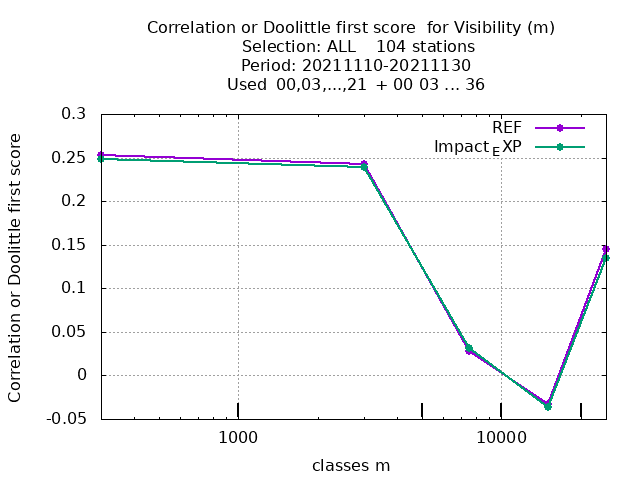 Correlation or Doolittle first score  for Visibility (m)
Selection: ALL    104 stations
Period: 20211110-20211130
Used  00,03,...,21  + 00 03 ... 36
REF
Impact_EXP
0.3
0.25
0.2
0.15
0.1
0.05
0
-0.05
Correlation or Doolittle first score
1000
10000
classes m